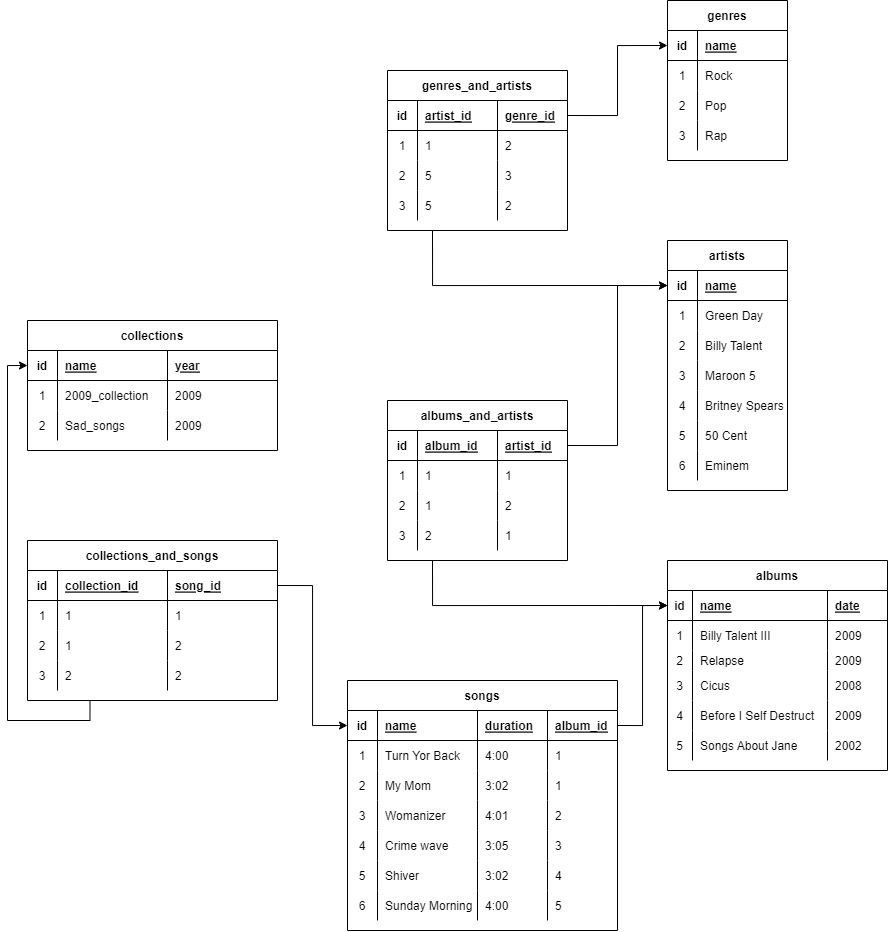 genres
id name
1 Rock
2 Pop
3 Rap
genres_and_artists
id artist_id genre_id
1 1 2
2 5 3
3 5 2
artists
id name
1 Green Day
2 Billy Talent
3 Maroon 5
4 Britney Spears
5 50 Cent
6 Eminem
collections
id name year
1 2009_collection 2009
2 Sad_songs 2009
albums_and_artists
id album_id artist_id
1 1 1
2 1 2
3 2 1
collections_and_songs
id collection_id song_id
1 1 1
2 1 2
3 2 2
albums
id name date
1 Billy Talent III 2009
2 Relapse 2009
3 Cicus 2008
4 Before I Self Destruct 2009
5 Songs About Jane 2002
songs
id name duration album_id
1 Turn Yor Back 4:00 1
2 My Mom 3:02 1
3 Womanizer 4:01 2
4 Crime wave 3:05 3
5 Shiver 3:02 4
6 Sunday Morning 4:00 5